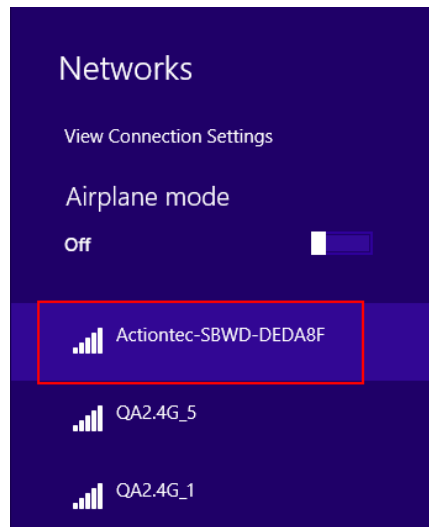 Networks
View Connection Settings
Airplane mode
Off
Actiontec-SBWD-DEDA8F
QA2.4G_5
QA2.4G_1